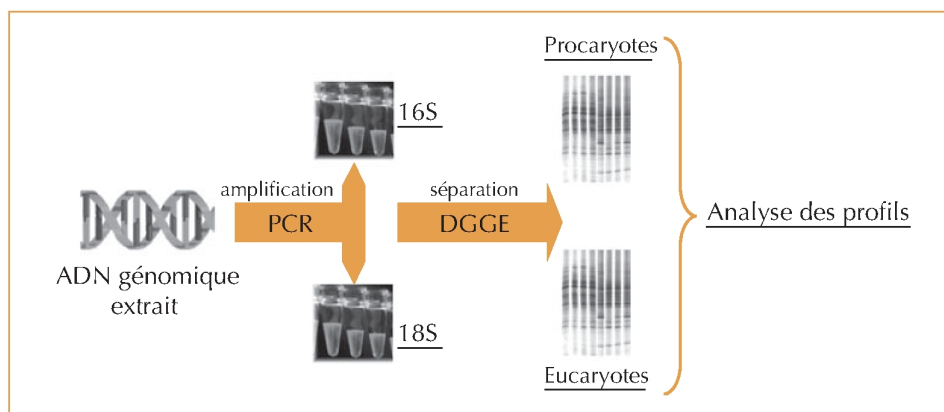 Procaryotes
16S
amplification
PCR
séparation
DGGE
Analyse des profils
ADN génomique
extrait
18S
Eucaryotes